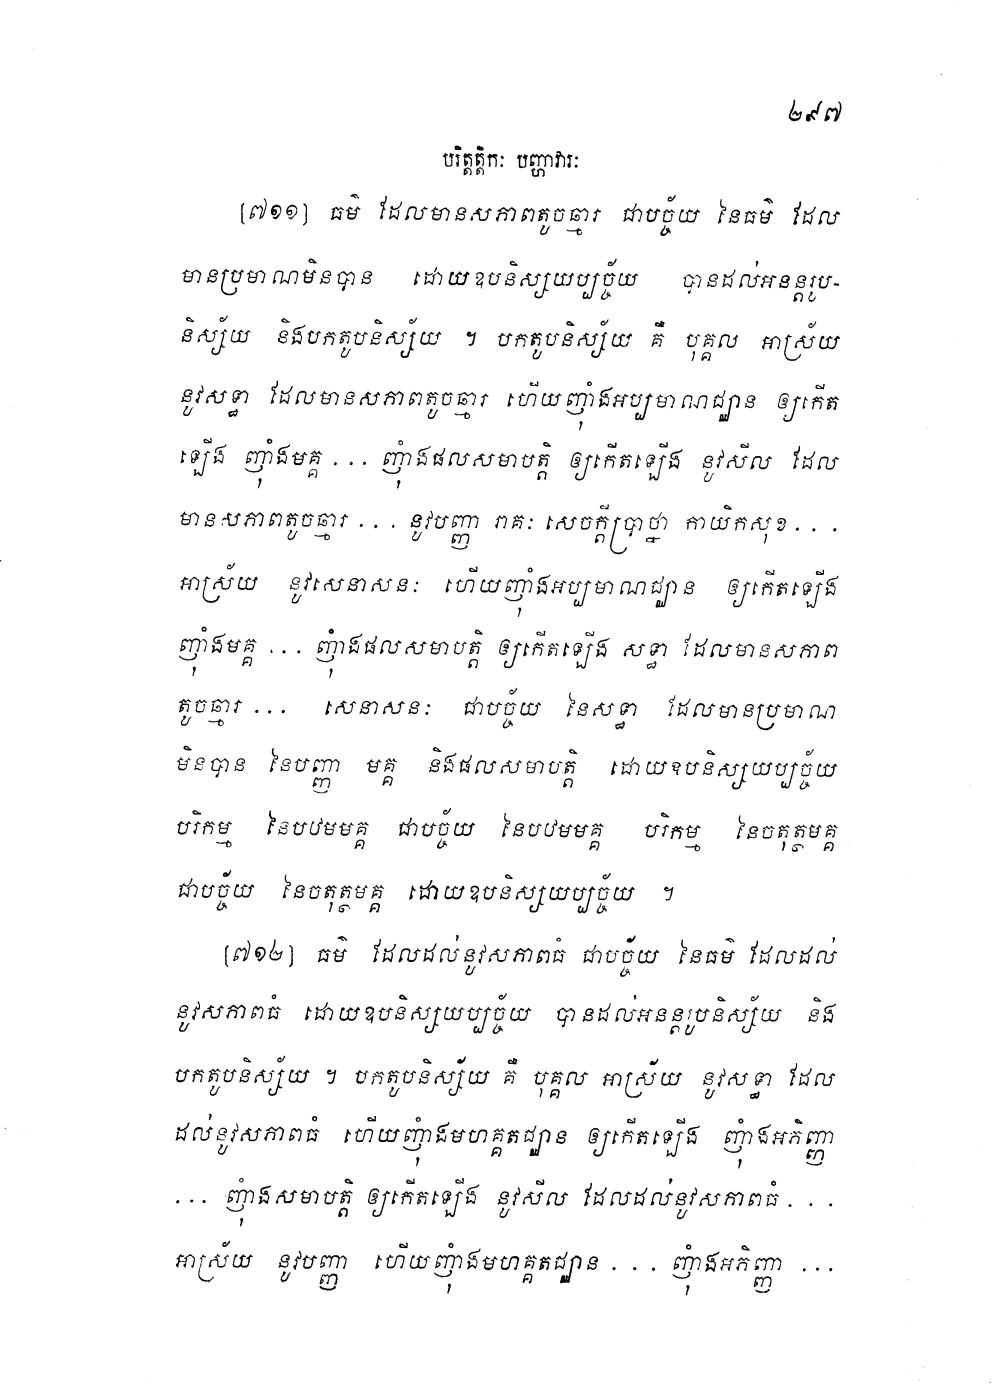 ២៩៧
បរិត្តត្តិកៈ បញ្ហាវារៈ
[៧១១] ធម៌ ដែលមានសភាពតូចឆ្មារ ជាបច្ច័យ នៃធម៌ ដែល
មានប្រមាណមិនបាន ដោយឧបនិស្សយប្បច្ច័យ បានដល់អនន្តរូប-
និស្ស័យ និងបកតូបនិស្ស័យ ។ បកតូបនិស្ស័យ គឺ បុគ្គល អាស្រ័យ
នូវសទ្ធា ដែលមានសភាពតូចឆ្មារ ហើយញុំាងអប្បមាណជ្ឈាន ឲ្យកើត
ឡើង ញុំាងមគ្គ ... ញុំាងផលសមាបត្តិ ឲ្យកើតឡើង នូវសីល ដែល
មានសភាពតូចឆ្មារ ... នូវបញ្ញា រាគៈ សេចក្តីប្រាថ្នា កាយិកសុខ ...
អាស្រ័យ នូវសេនាសនៈ ហើយញុំាងអប្បមាណជ្ឈាន ឲ្យកើតឡើង
ញុំាងមគ្គ ... ញុំាងផលសមាបត្តិ ឲ្យកើតឡើង សទ្ធា ដែលមានសភាព
តូចឆ្មារ ... សេនាសនៈ ជាបច្ច័យ នៃសទ្ធា ដែលមានប្រមាណ
មិនបាន នៃបញ្ញា មគ្គ និងផលសមាបត្តិ ដោយឧបនិស្សយប្បច្ច័យ
បរិកម្ម នៃបឋមមគ្គ ជាបច្ច័យ នៃបឋមមគ្គ បរិកម្ម នៃចតុត្ថមគ្គ
ជាបច្ច័យ នៃចតុត្ថមគ្គ ដោយឧបនិស្សយប្បច្ច័យ ។
[៧១២] ធម៌ ដែលដល់នូវសភាពធំ ជាបច្ច័យ នៃធម៌ ដែលដល់
នូវសភាពធំ ដោយឧបនិស្សយប្បច្ច័យ បានដល់អនន្តរូបនិស្ស័យ និង
បកតូបនិស្ស័យ ។ បកតូបនិស្ស័យ គឺ បុគ្គល អាស្រ័យ នូវសទ្ធា ដែល
ដល់នូវសភាពធំ ហើយញុំាងមហគ្គតជ្ឈាន ឲ្យកើតឡើង ញុំាងអភិញ្ញា
... ញុំាងសមាបត្តិ ឲ្យកើតឡើង នូវសីល ដែលដល់នូវសភាពធំ ...
អាស្រ័យ នូវបញ្ញា ហើយញុំាងមហគ្គតជ្ឈាន ... ញុំាងអភិញ្ញា ...